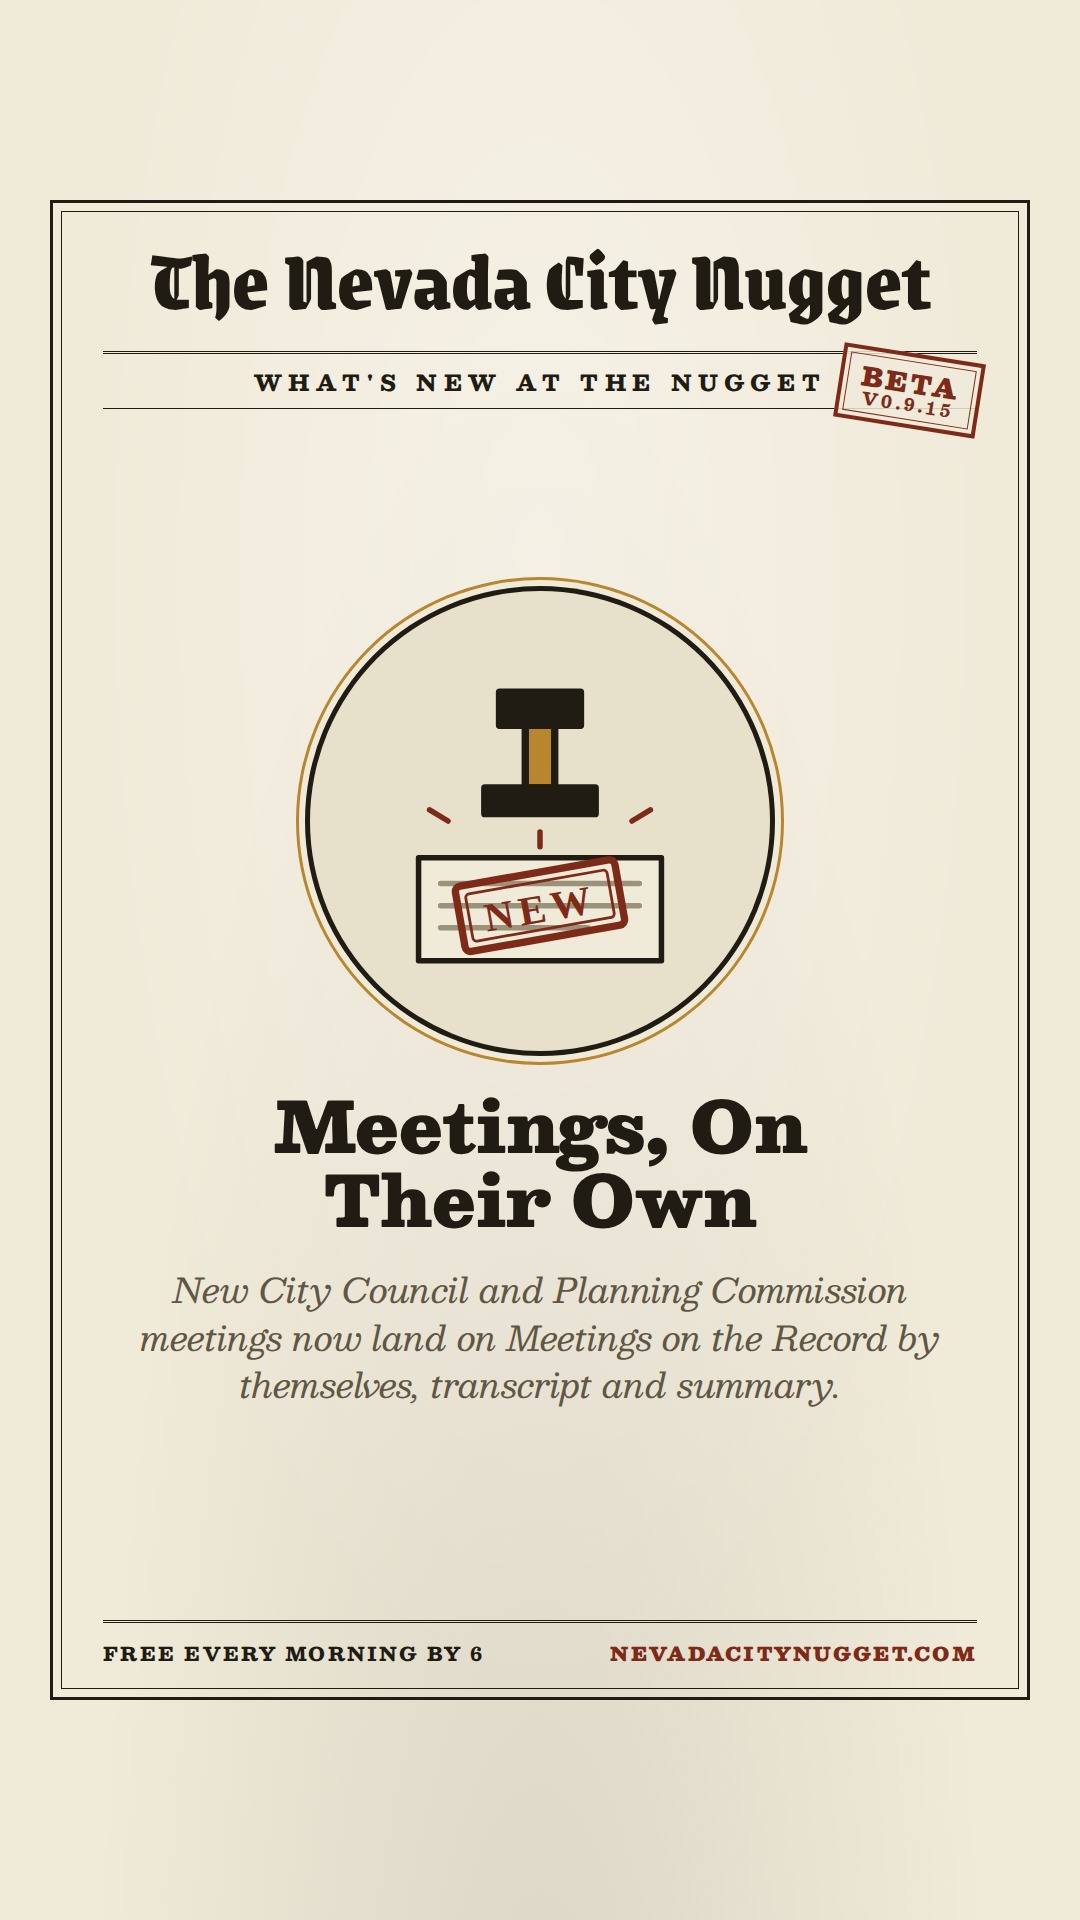 The Nevada City Nugget
WHAT'S NEW AT THE NUGGET
BETA
V0.9.15
NEW
Meetings, On
Their Own
New City Council and Planning Commission
meetings now land on Meetings on the Record by
themselves, transcript and summary.
FREE EVERY MORNING BY 6
NEVADACITYNUGGET.COM